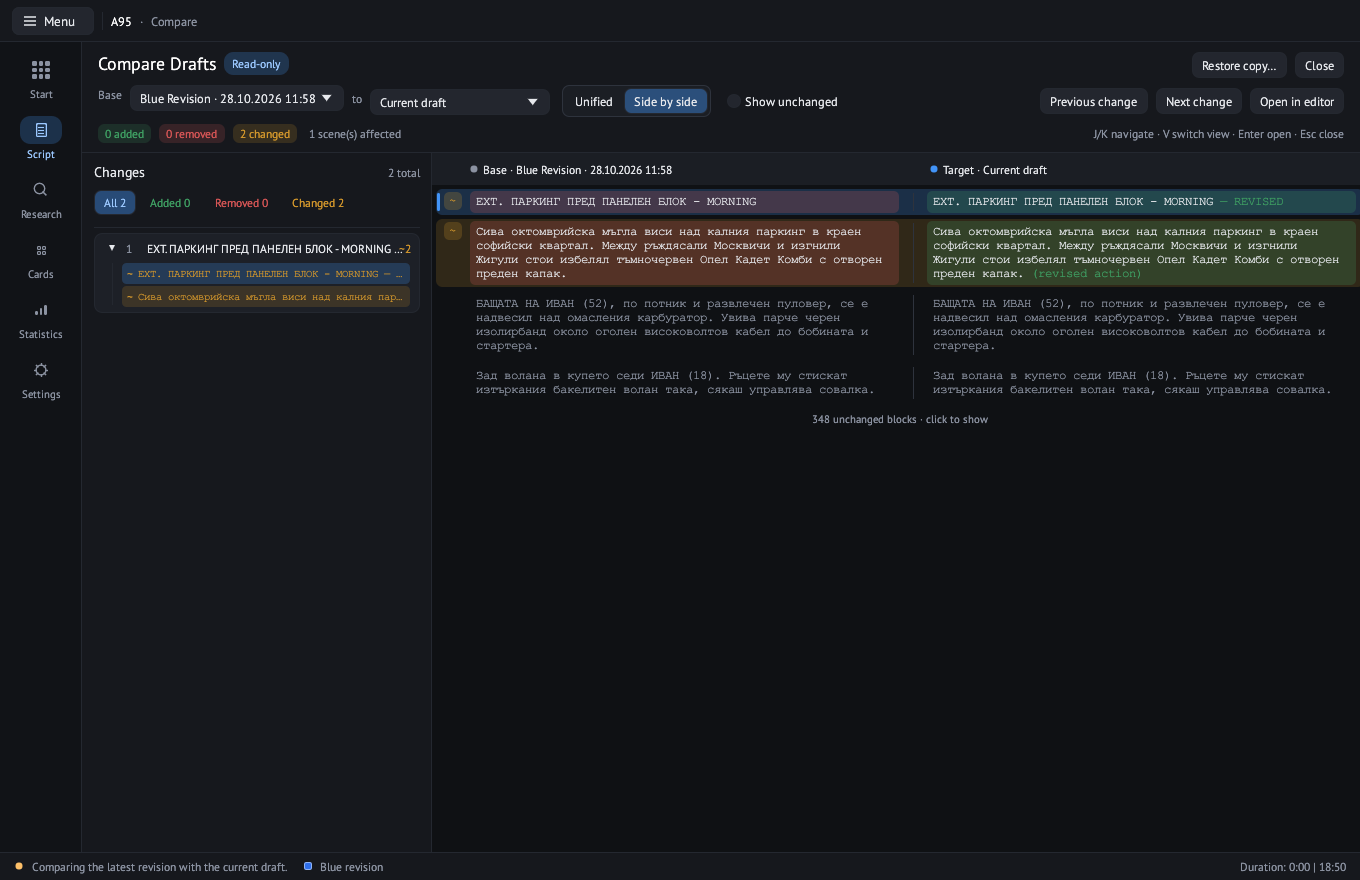 Menu A95 · Compare
Start
Script
Research
Cards
Statistics
Settings
Compare Drafts Read-only Restore copy... Close
Base Blue Revision · 28.10.2026 11:58 to Current draft Unified Side by side Show unchanged Previous change Next change Open in editor
0 added 0 removed 2 changed 1 scene(s) affected J/K navigate · V switch view · Enter open · Esc close
Changes 2 total
All 2 Added 0 Removed 0 Changed 2
1 ЕХТ. ПАРКИНГ ПРЕД ПАНЕЛЕН БЛОК - MORNING ...~2
~ ЕХТ. ПАРКИНГ ПРЕД ПАНЕЛЕН БЛОК – MORNING — …
~ Сива октомврийска мъгла виси над калния пар…
Base · Blue Revision · 28.10.2026 11:58
~ ЕХТ. ПАРКИНГ ПРЕД ПАНЕЛЕН БЛОК – MORNING
~ Сива октомврийска мъгла виси над калния паркинг в краен
софийски квартал. Между ръждясали Москвичи и изгнили
Жигули стои избелял тъмночервен Опел Кадет Комби с отворен
преден капак.
БАЩАТА НА ИВАН (52), по потник и развлечен пуловер, се е
надвесил над омасления карбуратор. Увива парче черен
изолирбанд около оголен високоволтов кабел до бобината и
стартера.
Зад волана в купето седи ИВАН (18). Ръцете му стискат
изтъркания бакелитен волан така, сякаш управлява совалка.
Target · Current draft
ЕХТ. ПАРКИНГ ПРЕД ПАНЕЛЕН БЛОК – MORNING — REVISED
Сива октомврийска мъгла виси над калния паркинг в краен
софийски квартал. Между ръждясали Москвичи и изгнили
Жигули стои избелял тъмночервен Опел Кадет Комби с отворен
преден капак. (revised action)
БАЩАТА НА ИВАН (52), по потник и развлечен пуловер, се е
надвесил над омасления карбуратор. Увива парче черен
изолирбанд около оголен високоволтов кабел до бобината и
стартера.
Зад волана в купето седи ИВАН (18). Ръцете му стискат
изтъркания бакелитен волан така, сякаш управлява совалка.
348 unchanged blocks · click to show
Comparing the latest revision with the current draft. Blue revision Duration: 0:00 | 18:50